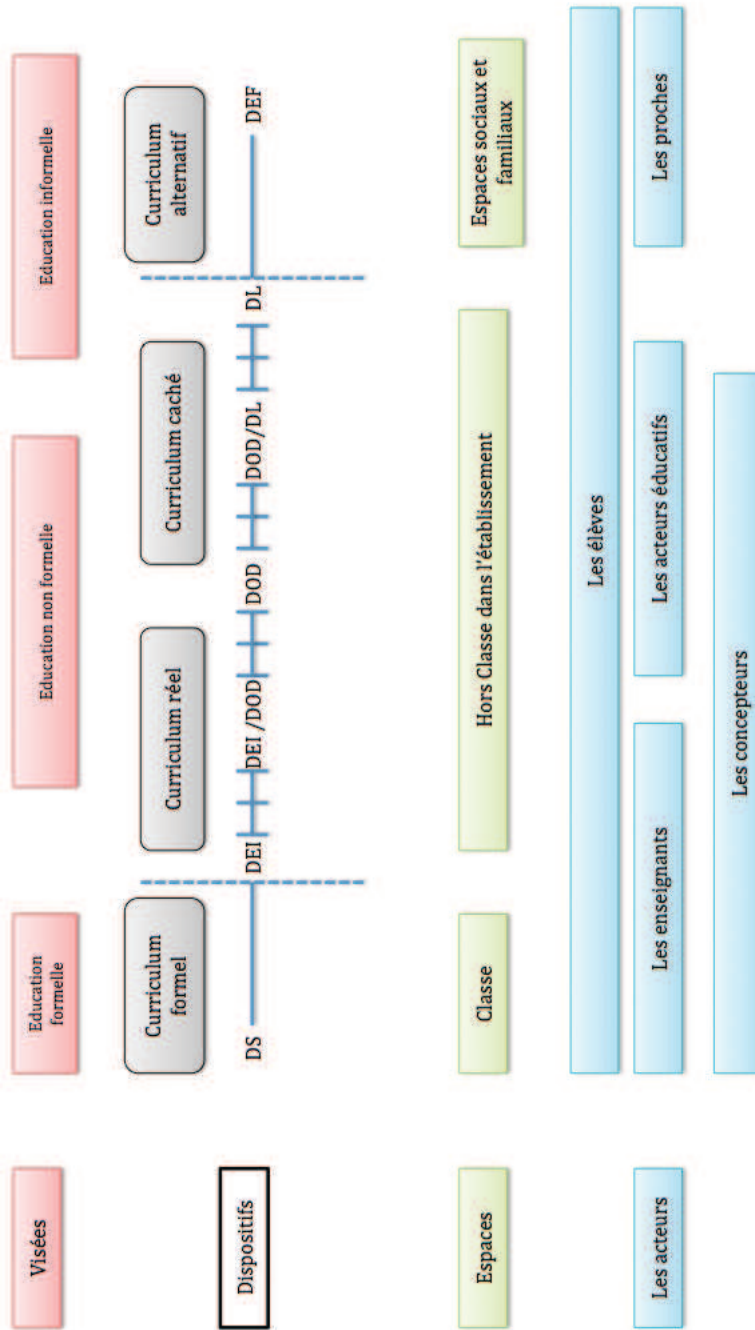 Visées
Education
formelle
Education non formelle
Education informelle
Curriculum
formel
Curriculum réel
Curriculum caché
Curriculum
alternatif
Dispositifs
DS
DEI
DEI /DOD
DOD
DOD/DL
DL
DEF
Espaces
Classe
Hors Classe dans l'établissement
Espaces sociaux et
familiaux
Les élèves
Les acteurs
Les enseignants
Les acteurs éducatifs
Les proches
Les concepteurs